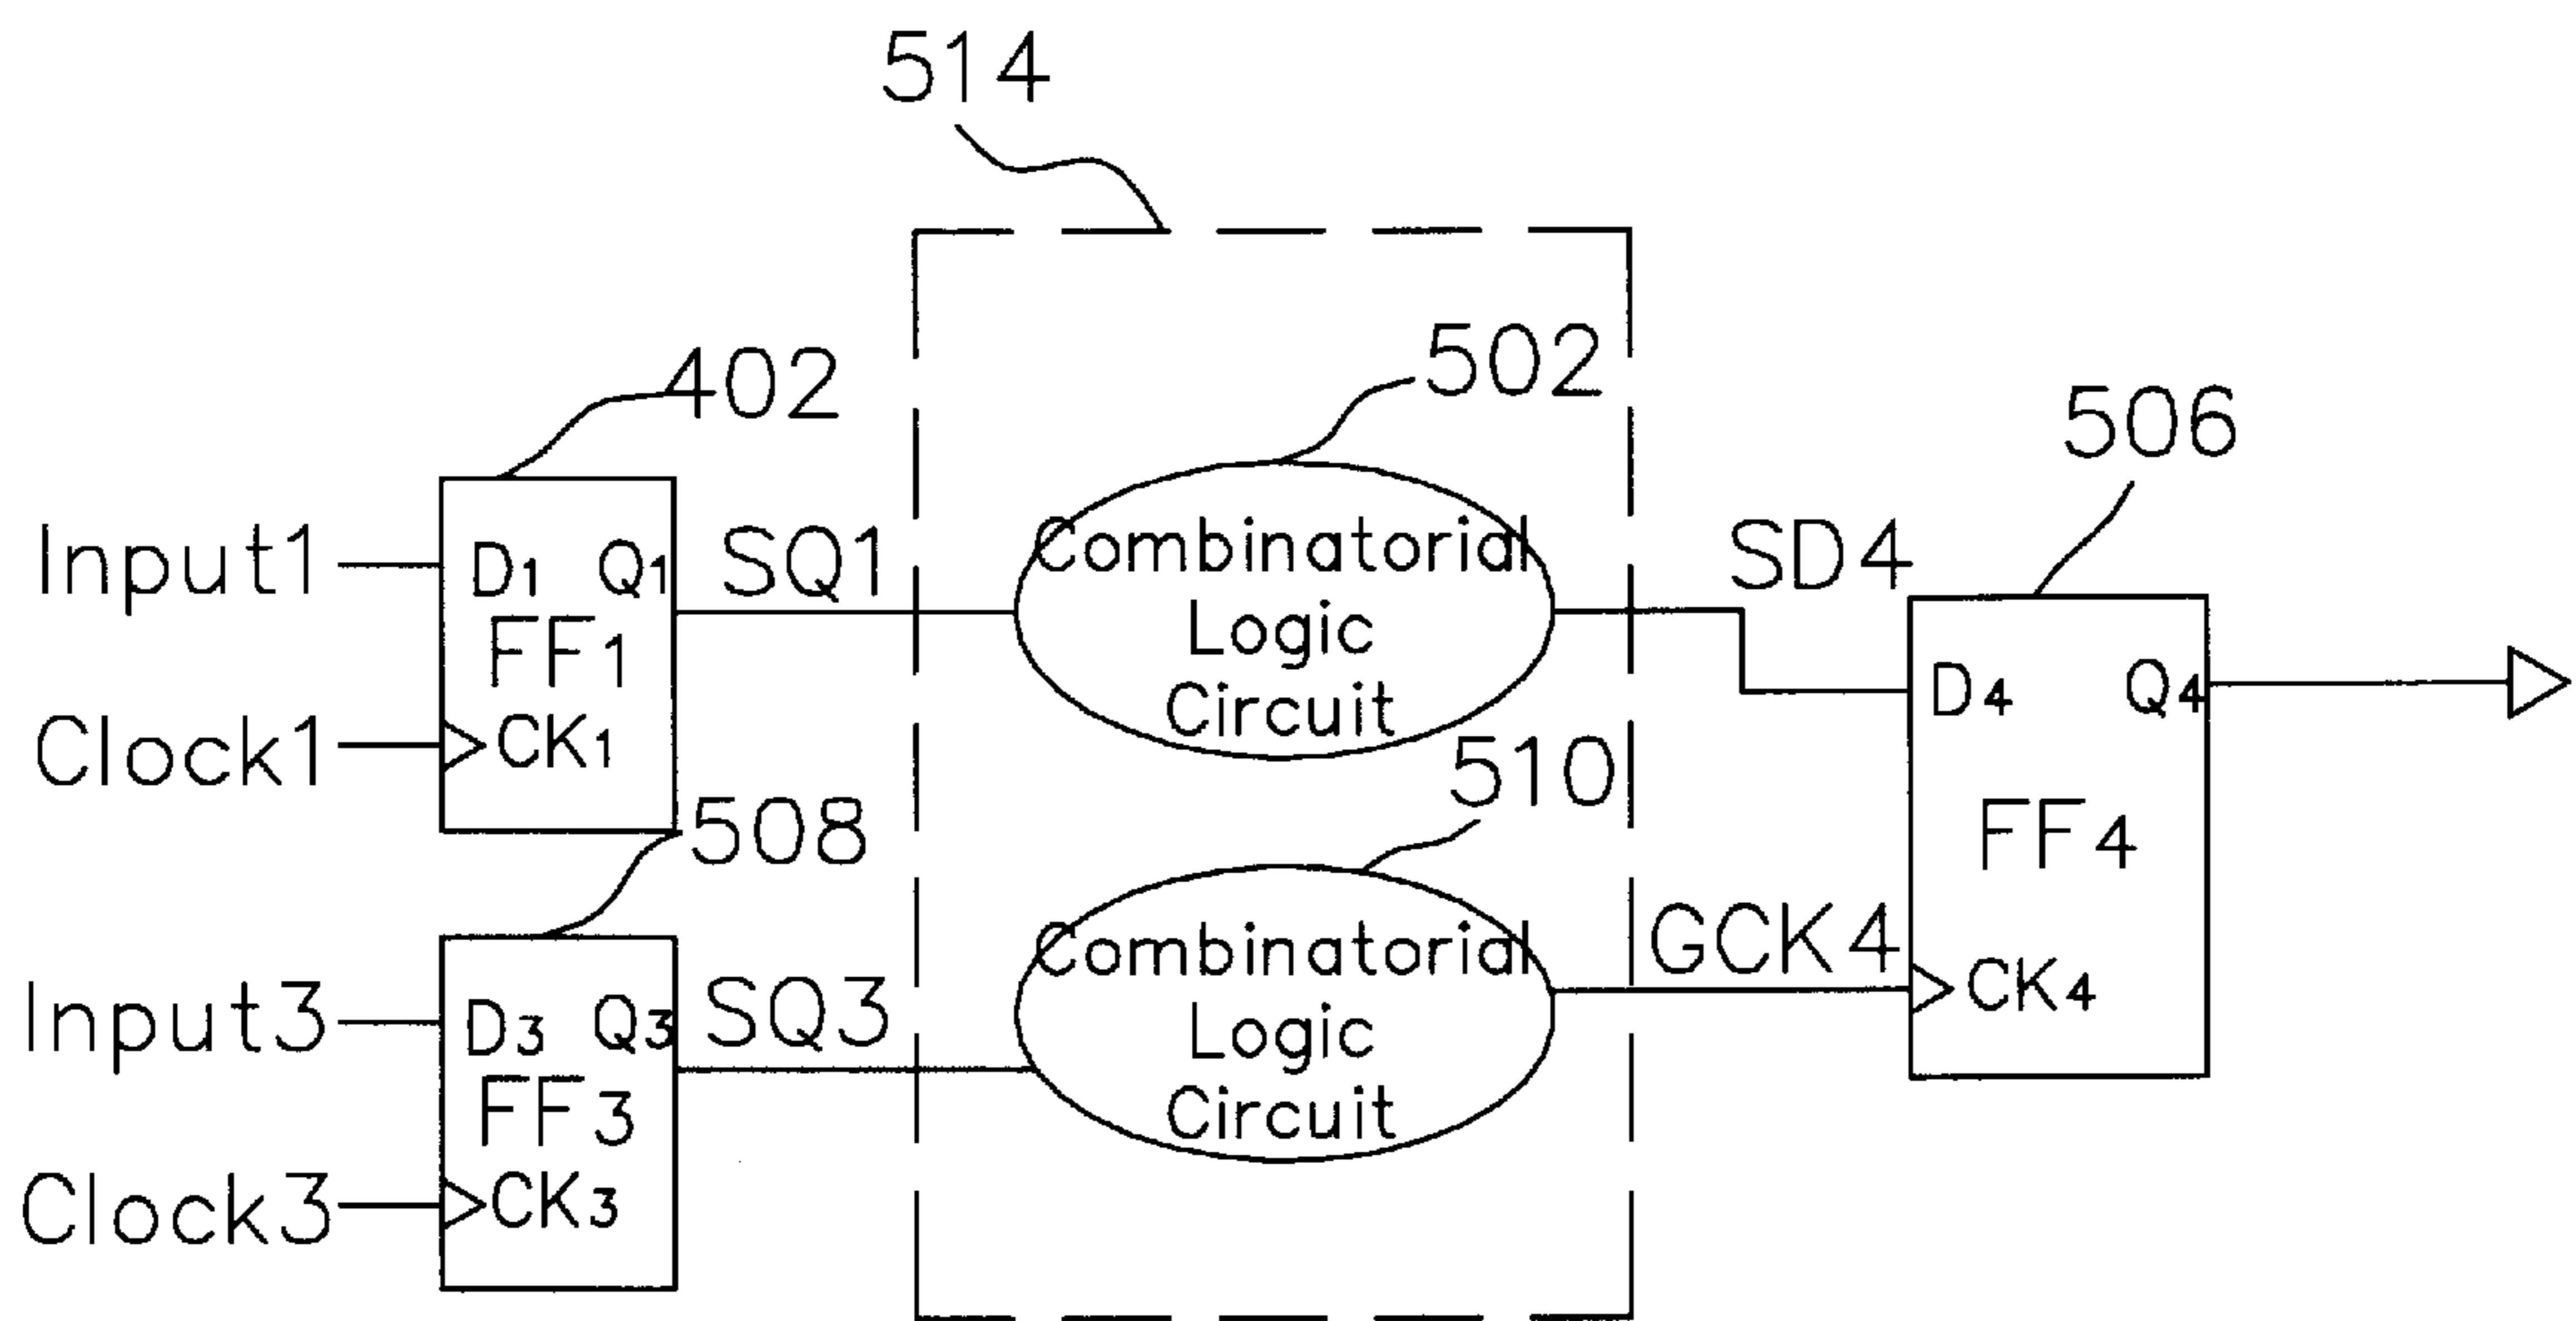 514
402
502
506
Input1
D1 Q1
SQ1
Combinatorial
Logic
Circuit
SD4
FF1
Clock1
CK1
D4 Q4
508
510
FF4
Input3
D3 Q3
SQ3
Combinatorial
Logic
Circuit
GCK4
CK4
FF3
Clock3
CK3